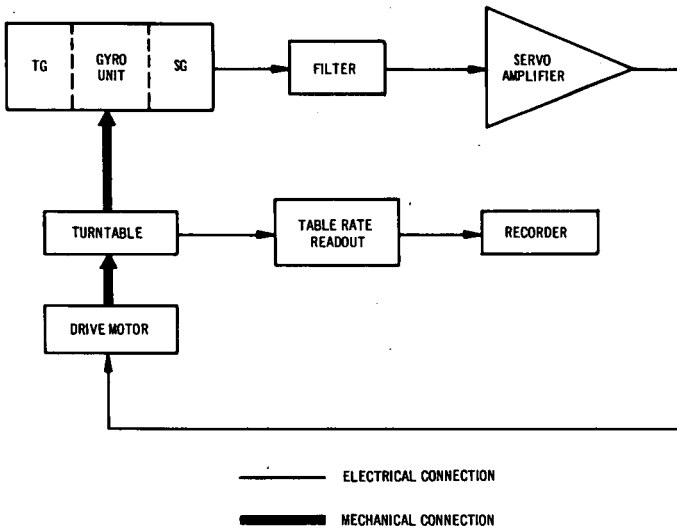 TG
GYRO
UNIT
SG
FILTER
SERVO
AMPLIFIER
TURNTABLE
TABLE RATE
READOUT
RECORDER
DRIVE MOTOR
ELECTRICAL CONNECTION
MECHANICAL CONNECTION